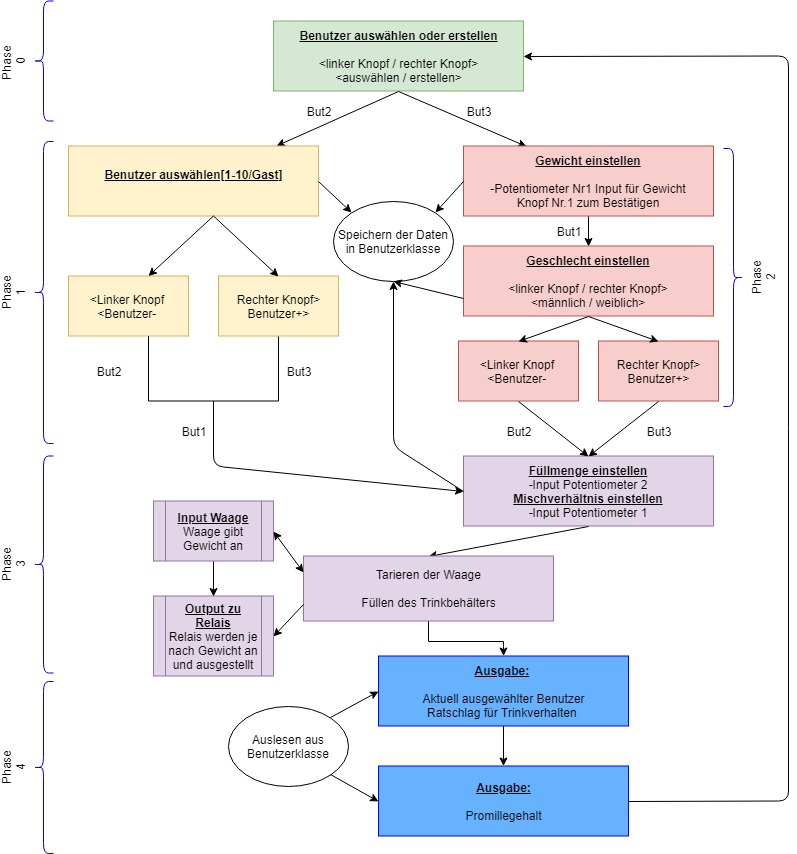 Phase
0
Benutzer auswählen oder erstellen
<linker Knopf / rechter Knopf>
<auswählen / erstellen>
But2
But3
Phase
1
Benutzer auswählen[1-10/Gast]
<Linker Knopf
<Benutzer-
Rechter Knopf>
Benutzer+>
But2
But3
But1
Speichern der Daten
in Benutzerklasse
Gewicht einstellen
-Potentiometer Nr1 Input für Gewicht
Knopf Nr.1 zum Bestätigen
But1
Geschlecht einstellen
<linker Knopf / rechter Knopf>
<männlich / weiblich>
<Linker Knopf
<Benutzer-
Rechter Knopf>
Benutzer+>
But2
But3
Phase
2
Phase
3
Füllmenge einstellen
-Input Potentiometer 2
Mischverhältnis einstellen
-Input Potentiometer 1
Input Waage
Waage gibt
Gewicht an
Tarieren der Waage
Füllen des Trinkbehälters
Output zu
Relais
Relais werden je
nach Gewicht an
und ausgestellt
Phase
4
Ausgabe:
Aktuell ausgewählter Benutzer
Ratschlag für Trinkverhalten
Auslesen aus
Benutzerklasse
Ausgabe:
Promillegehalt